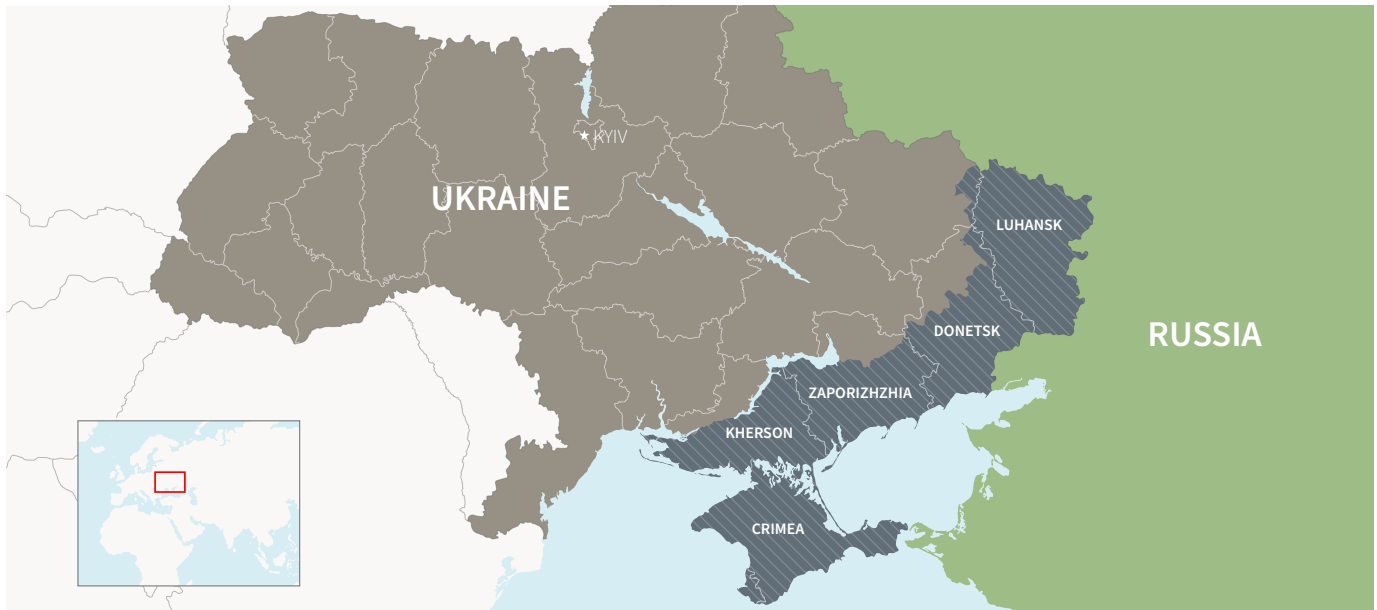 KYIV
UKRAINE
LUHANSK
DONETSK
RUSSIA
ZAPORIZHZHIA
KHERSON
CRIMEA